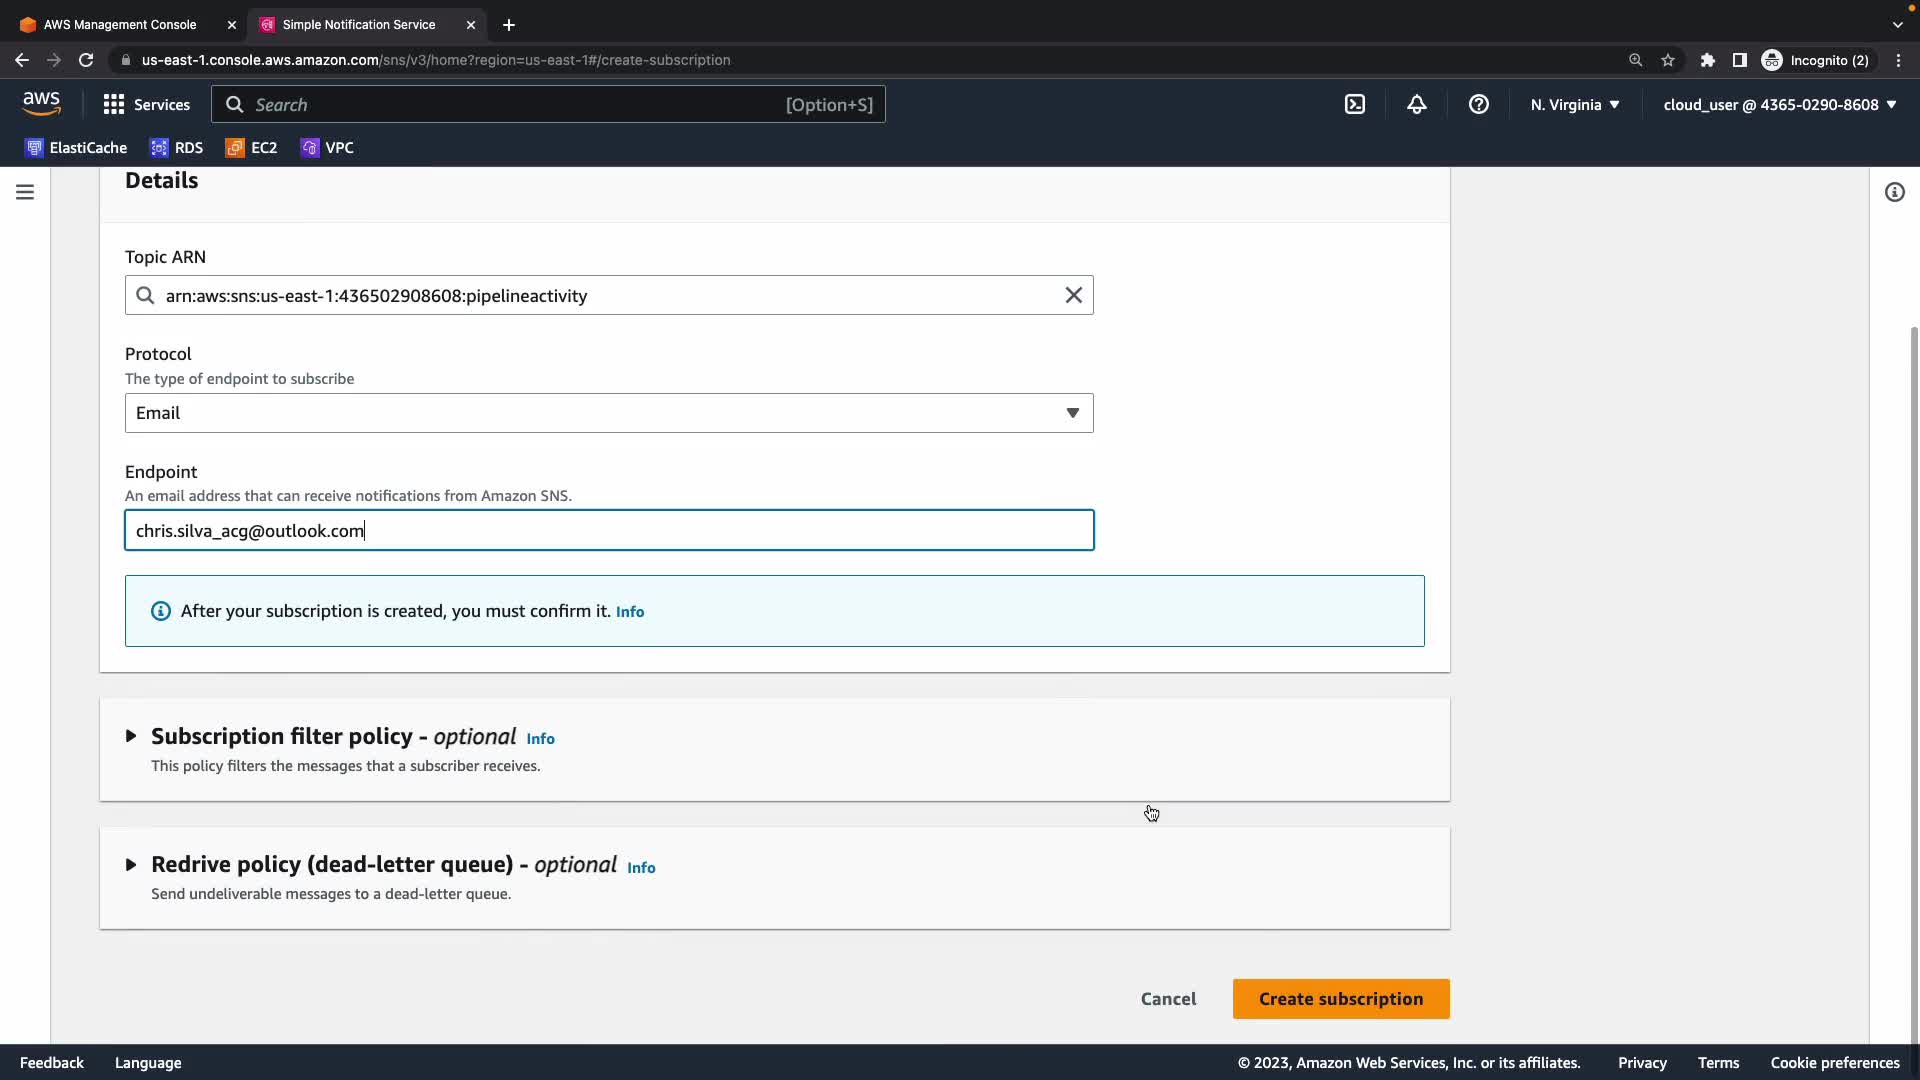 AWS Management Console
Simple Notification Service
us-east-1.console.aws.amazon.com/sns/v3/home?region=us-east-1#/create-subscription
Incognito (2)
aws
Services
Search
[Option+S]
N. Virginia
cloud_user @ 4365-0290-8608
ElastiCache
RDS
EC2
VPC
Details
Topic ARN
arn:aws:sns:us-east-1:436502908608:pipelineactivity
Protocol
The type of endpoint to subscribe
Email
Endpoint
An email address that can receive notifications from Amazon SNS.
chris.silva_acg@outlook.com
After your subscription is created, you must confirm it. Info
Subscription filter policy - optional Info
This policy filters the messages that a subscriber receives.
Redrive policy (dead-letter queue) - optional Info
Send undeliverable messages to a dead-letter queue.
Cancel
Create subscription
Feedback
Language
© 2023, Amazon Web Services, Inc. or its affiliates.
Privacy
Terms
Cookie preferences